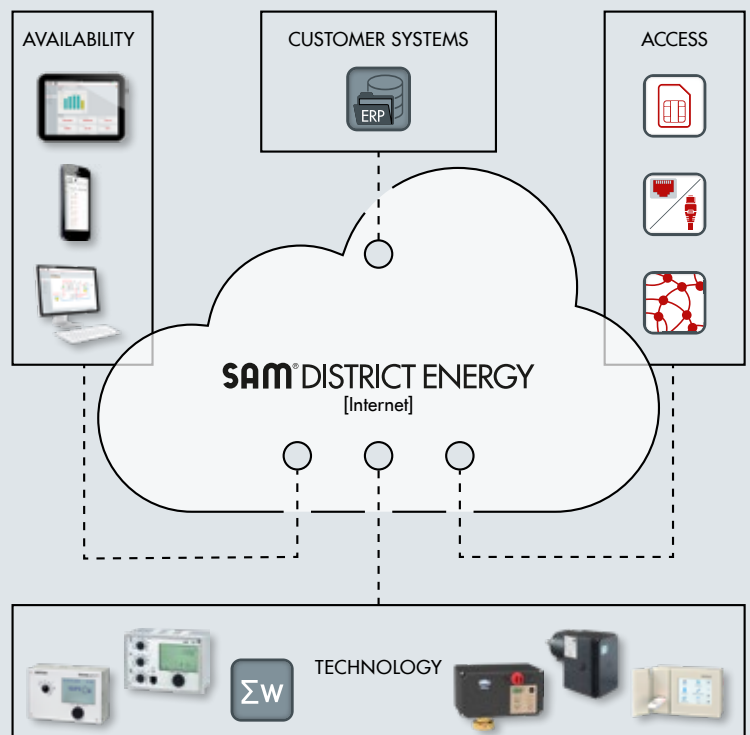 AVAILABILITY
CUSTOMER SYSTEMS
ACCESS
ERP
SAM® DISTRICT ENERGY
[Internet]
TECHNOLOGY
Σw